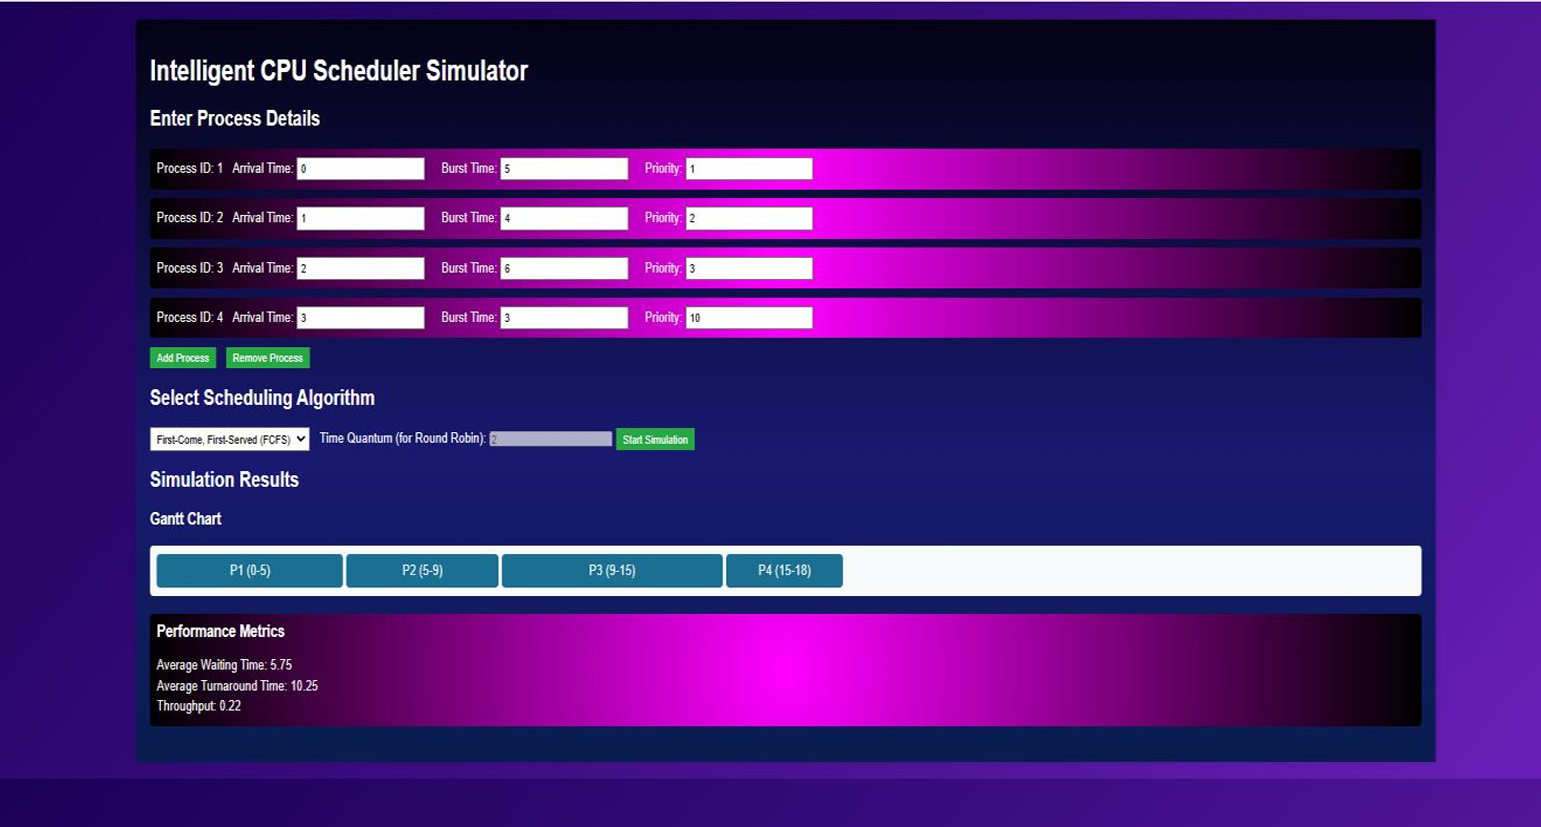 Intelligent CPU Scheduler Simulator
Enter Process Details
Process ID: 1 Arrival Time: 0 Burst Time: 5 Priority: 1
Process ID: 2 Arrival Time: 1 Burst Time: 4 Priority: 2
Process ID: 3 Arrival Time: 2 Burst Time: 6 Priority: 3
Process ID: 4 Arrival Time: 3 Burst Time: 3 Priority: 10
Add Process Remove Process
Select Scheduling Algorithm
First-Come, First-Served (FCFS) Time Quantum (for Round Robin): 2 Start Simulation
Simulation Results
Gantt Chart
P1 (0-5) P2 (5-9) P3 (9-15) P4 (15-18)
Performance Metrics
Average Waiting Time: 5.75
Average Turnaround Time: 10.25
Throughput: 0.22